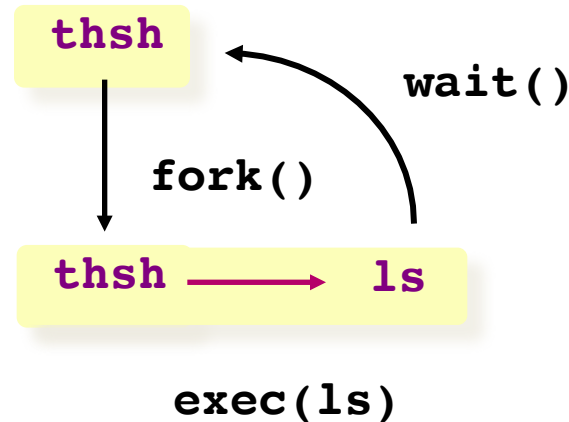 thsh
wait()
fork()
thsh
ls
exec(ls)